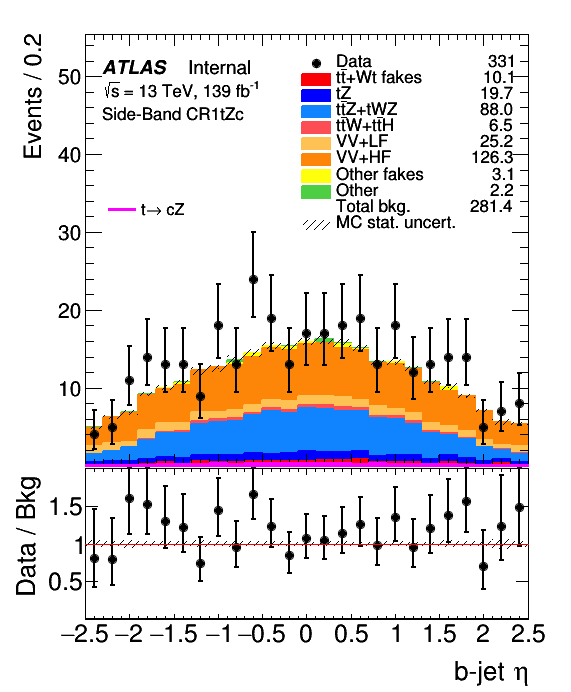 ATLAS Internal
√s = 13 TeV, 139 fb⁻¹
Side-Band CR1tZc
t→ cZ
Data 331
tt̄+Wt fakes 10.1
tZ 19.7
tt̄Z+tWZ 88.0
tt̄W+tt̄H 6.5
VV+LF 25.2
VV+HF 126.3
Other fakes 3.1
Other 2.2
Total bkg. 281.4
MC stat. uncert.
Events / 0.2
50
40
30
20
10
Data / Bkg
1.5
1
0.5
−2.5 −2 −1.5 −1 −0.5 0 0.5 1 1.5 2 2.5
b-jet η